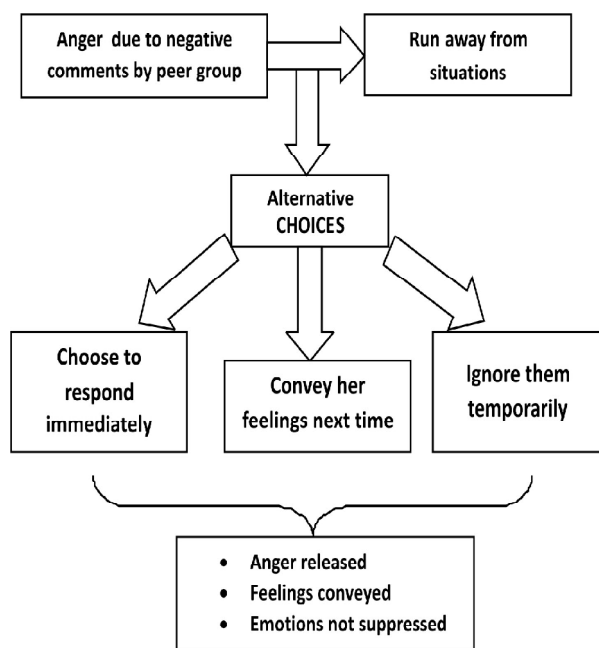 Anger due to negative
comments by peer group
Run away from
situations
Alternative
CHOICES
Choose to
respond
immediately
Convey her
feelings next time
Ignore them
temporarily
• Anger released
• Feelings conveyed
• Emotions not suppressed